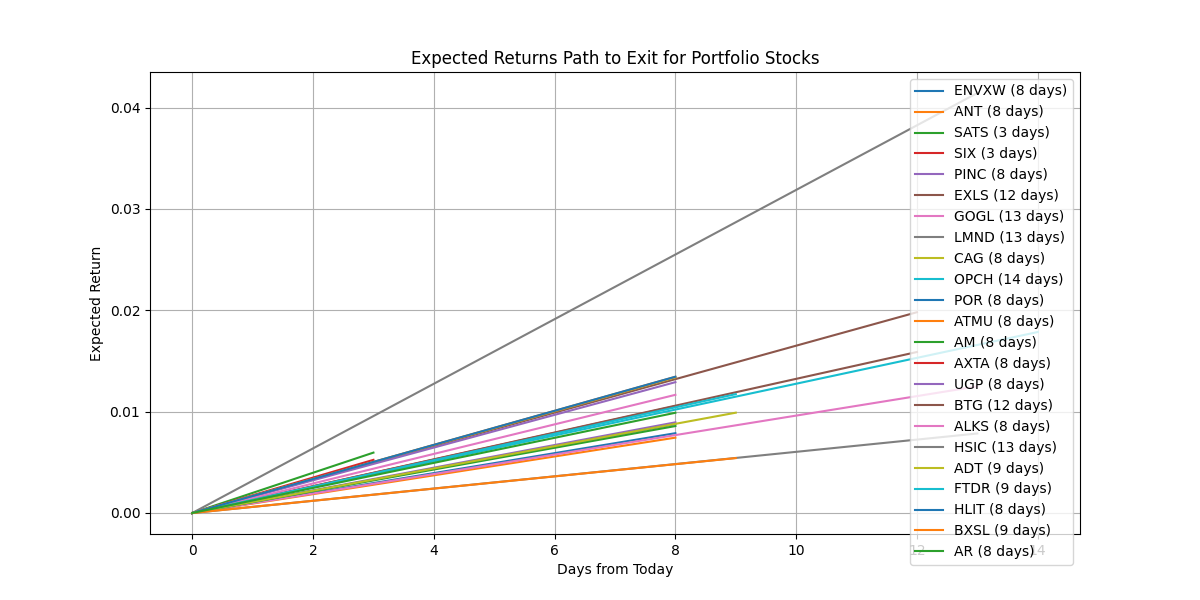 Expected Returns Path to Exit for Portfolio Stocks
Expected Return
0.04
0.03
0.02
0.01
0.00
0 2 4 6 8 10 12 14
Days from Today
ENVXW (8 days)
ANT (8 days)
SATS (3 days)
SIX (3 days)
PINC (8 days)
EXLS (12 days)
GOGL (13 days)
LMND (13 days)
CAG (8 days)
OPCH (14 days)
POR (8 days)
ATMU (8 days)
AM (8 days)
AXTA (8 days)
UGP (8 days)
BTG (12 days)
ALKS (8 days)
HSIC (13 days)
ADT (9 days)
FTDR (9 days)
HLIT (8 days)
BXSL (9 days)
AR (8 days)